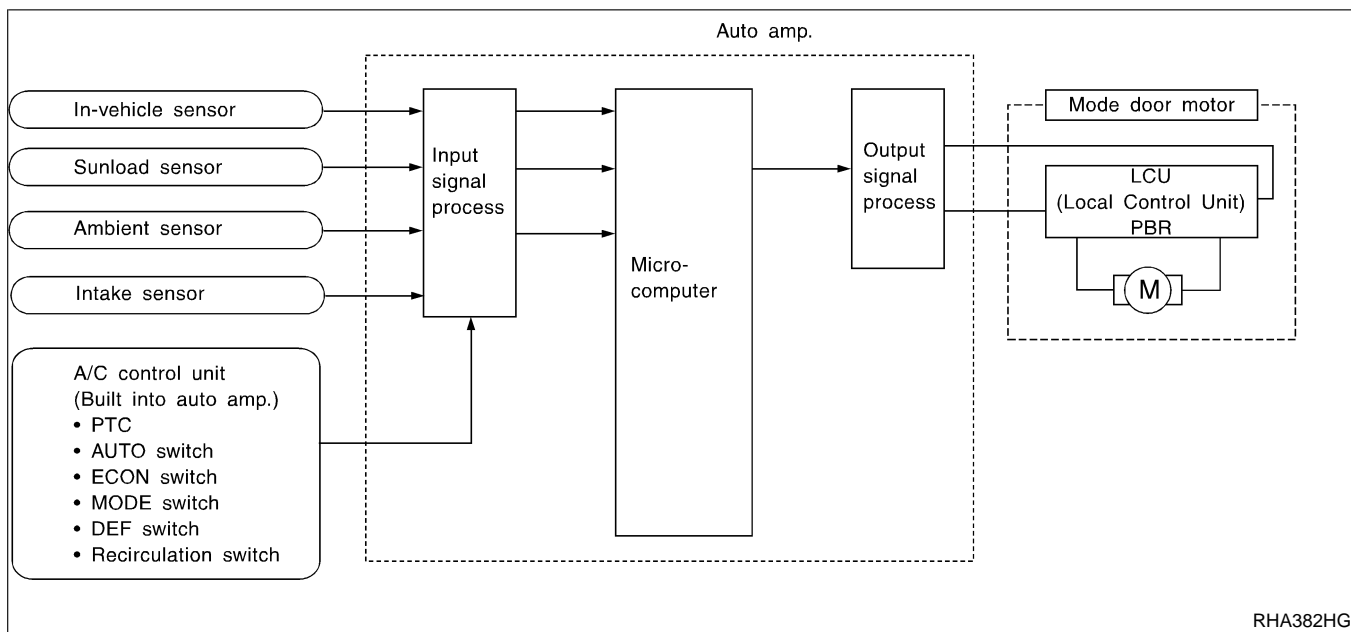 Auto amp.
In-vehicle sensor
Sunload sensor
Ambient sensor
Intake sensor
A/C control unit
(Built into auto amp.)
• PTC
• AUTO switch
• ECON switch
• MODE switch
• DEF switch
• Recirculation switch
Input
signal
process
Micro-
computer
Output
signal
process
Mode door motor
LCU
(Local Control Unit)
PBR
M
RHA382HG